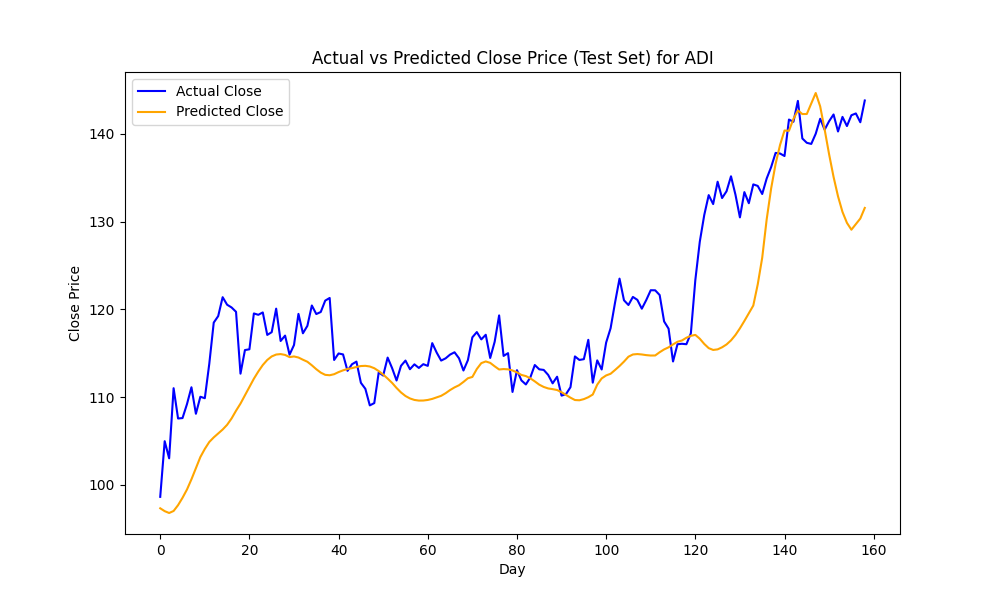 Actual vs Predicted Close Price (Test Set) for ADI
Actual Close
Predicted Close
Close Price
140
130
120
110
100
0 20 40 60 80 100 120 140 160
Day